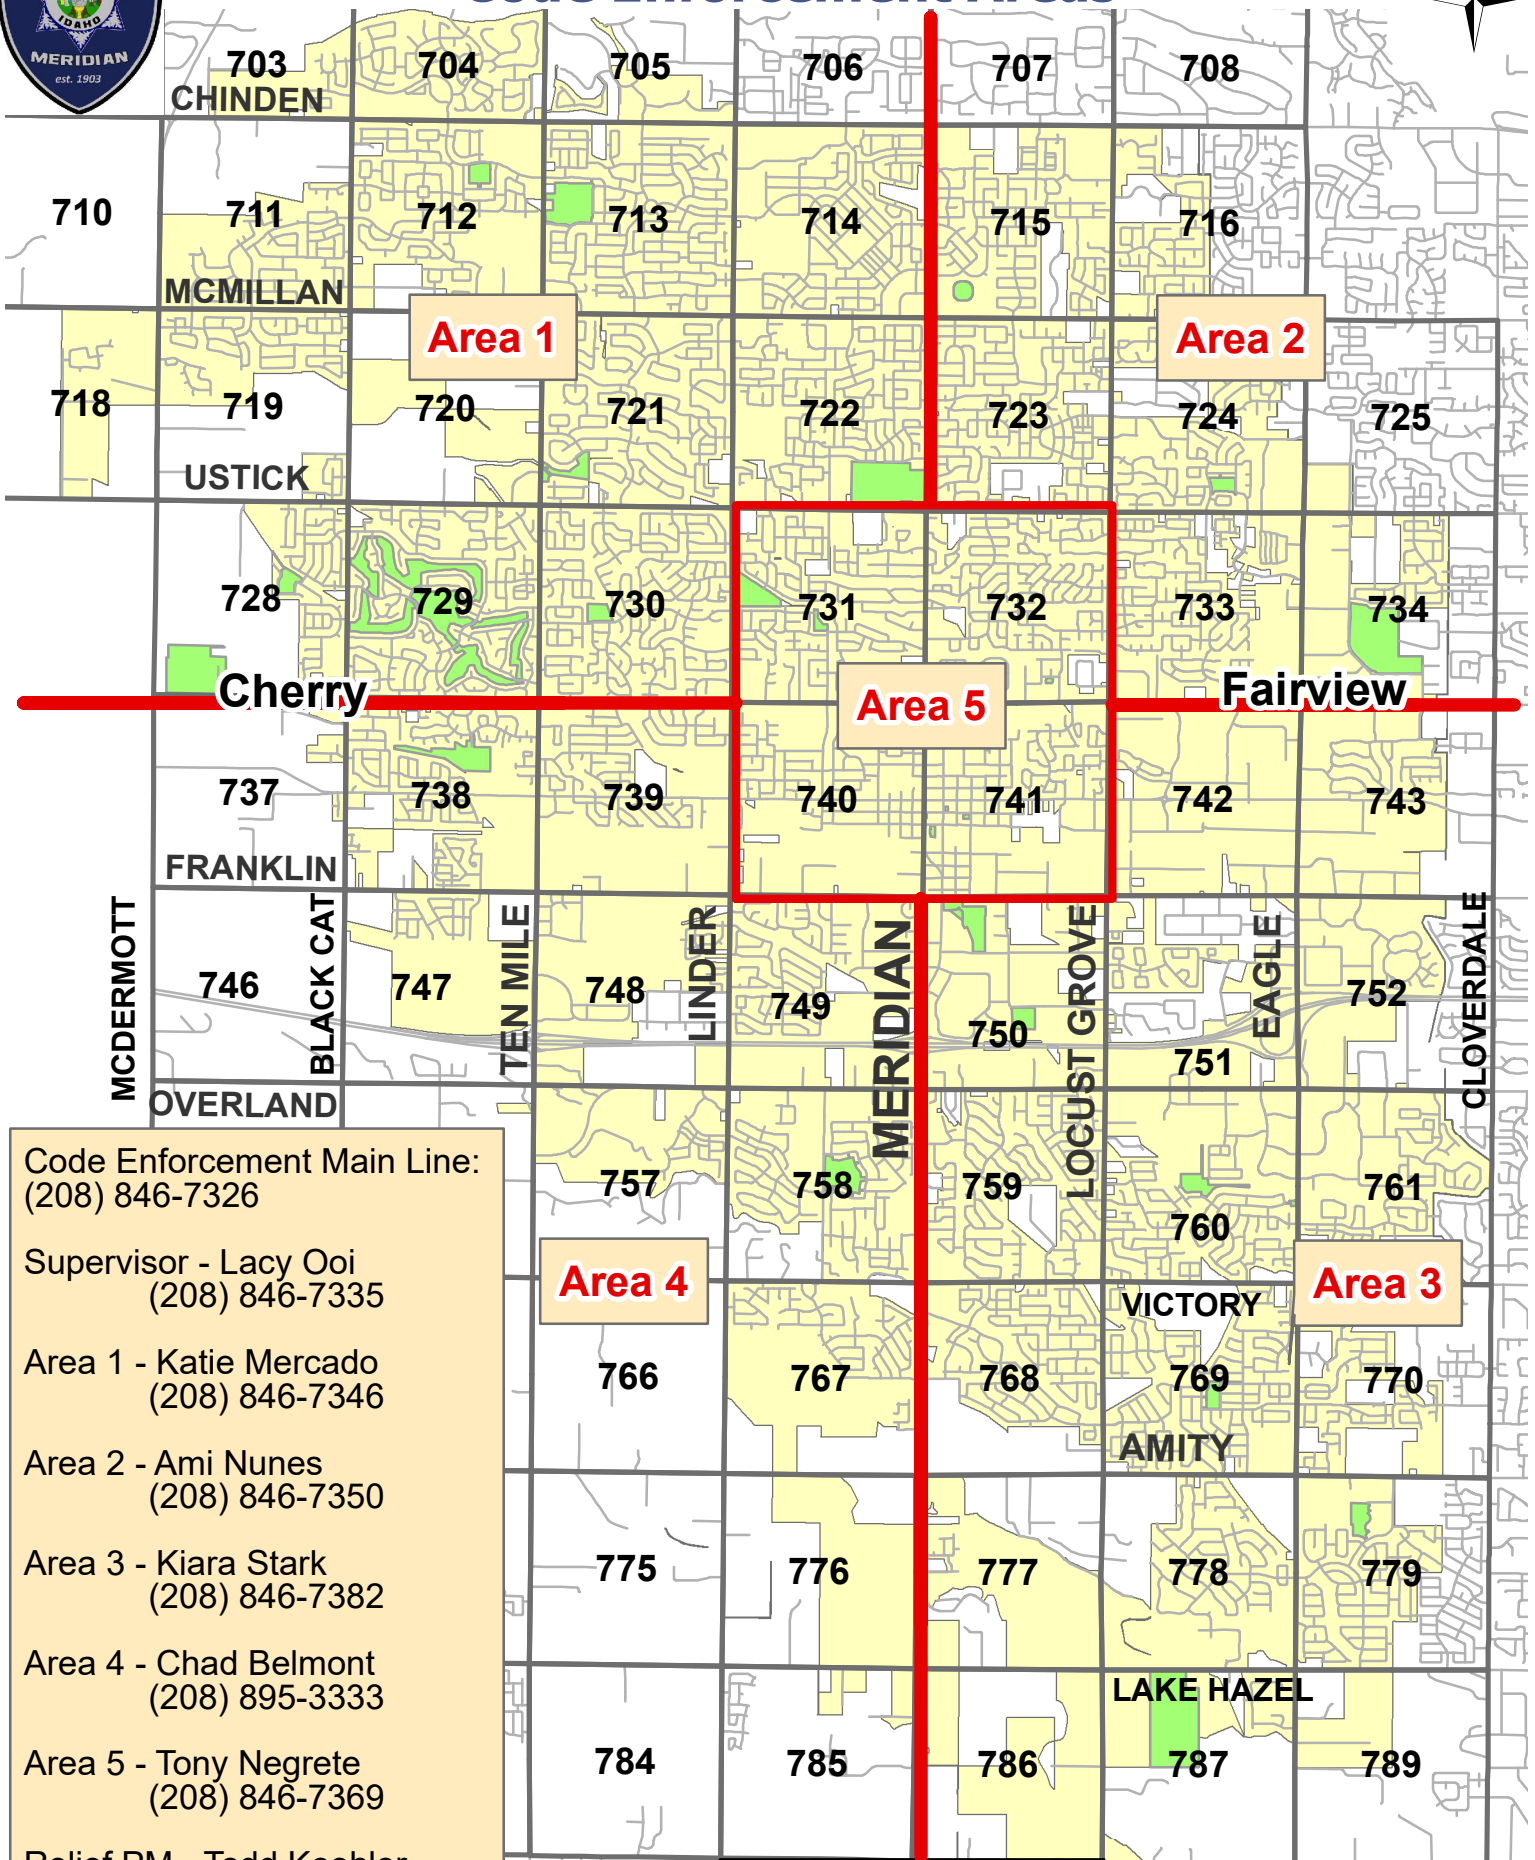 Code Enforcement Areas
IDAHO
MERIDIAN
est. 1903
703
704
705
706
707
708
CHINDEN
710
711
712
713
714
715
716
MCMILLAN
Area 1
Area 2
718
719
720
721
722
723
724
725
USTICK
728
729
730
731
732
733
734
Cherry
Area 5
Fairview
737
738
739
740
741
742
743
FRANKLIN
MCDERMOTT
BLACK CAT
TEN MILE
LINDER
MERIDIAN
LOCUST GROVE
EAGLE
CLOVERDALE
746
747
748
749
750
751
752
OVERLAND
757
758
759
760
761
Area 4
Area 3
VICTORY
766
767
768
769
770
AMITY
775
776
777
778
779
LAKE HAZEL
784
785
786
787
789
Code Enforcement Main Line:
(208) 846-7326
Supervisor - Lacy Ooi
(208) 846-7335
Area 1 - Katie Mercado
(208) 846-7346
Area 2 - Ami Nunes
(208) 846-7350
Area 3 - Kiara Stark
(208) 846-7382
Area 4 - Chad Belmont
(208) 895-3333
Area 5 - Tony Negrete
(208) 846-7369
Relief PM - Todd Koehler